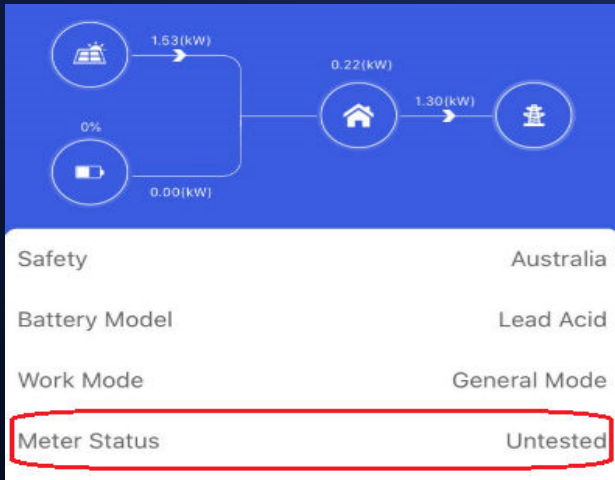 1.53(kW)
0.22(kW)
1.30(kW)
0%
0.00(kW)
Safety Australia
Battery Model Lead Acid
Work Mode General Mode
Meter Status Untested